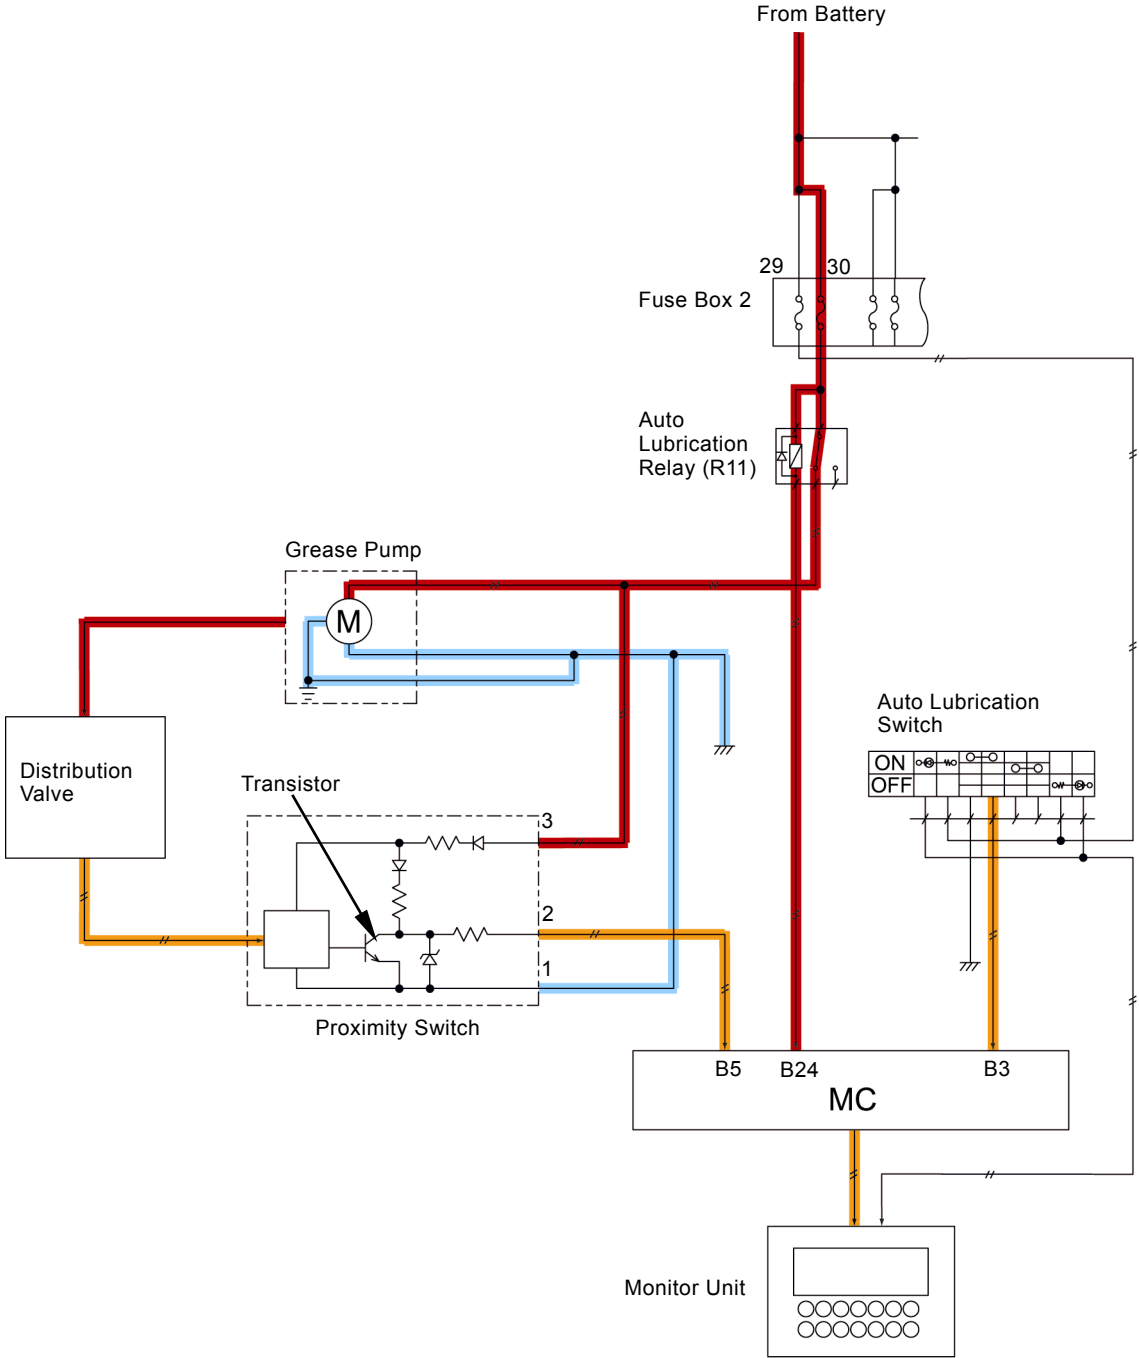 From Battery
29
30
Fuse Box 2
Auto
Lubrication
Relay (R11)
Grease Pump
M
Auto Lubrication
Switch
ON
OFF
Distribution
Valve
Transistor
3
2
1
Proximity Switch
B5
B24
B3
MC
Monitor Unit